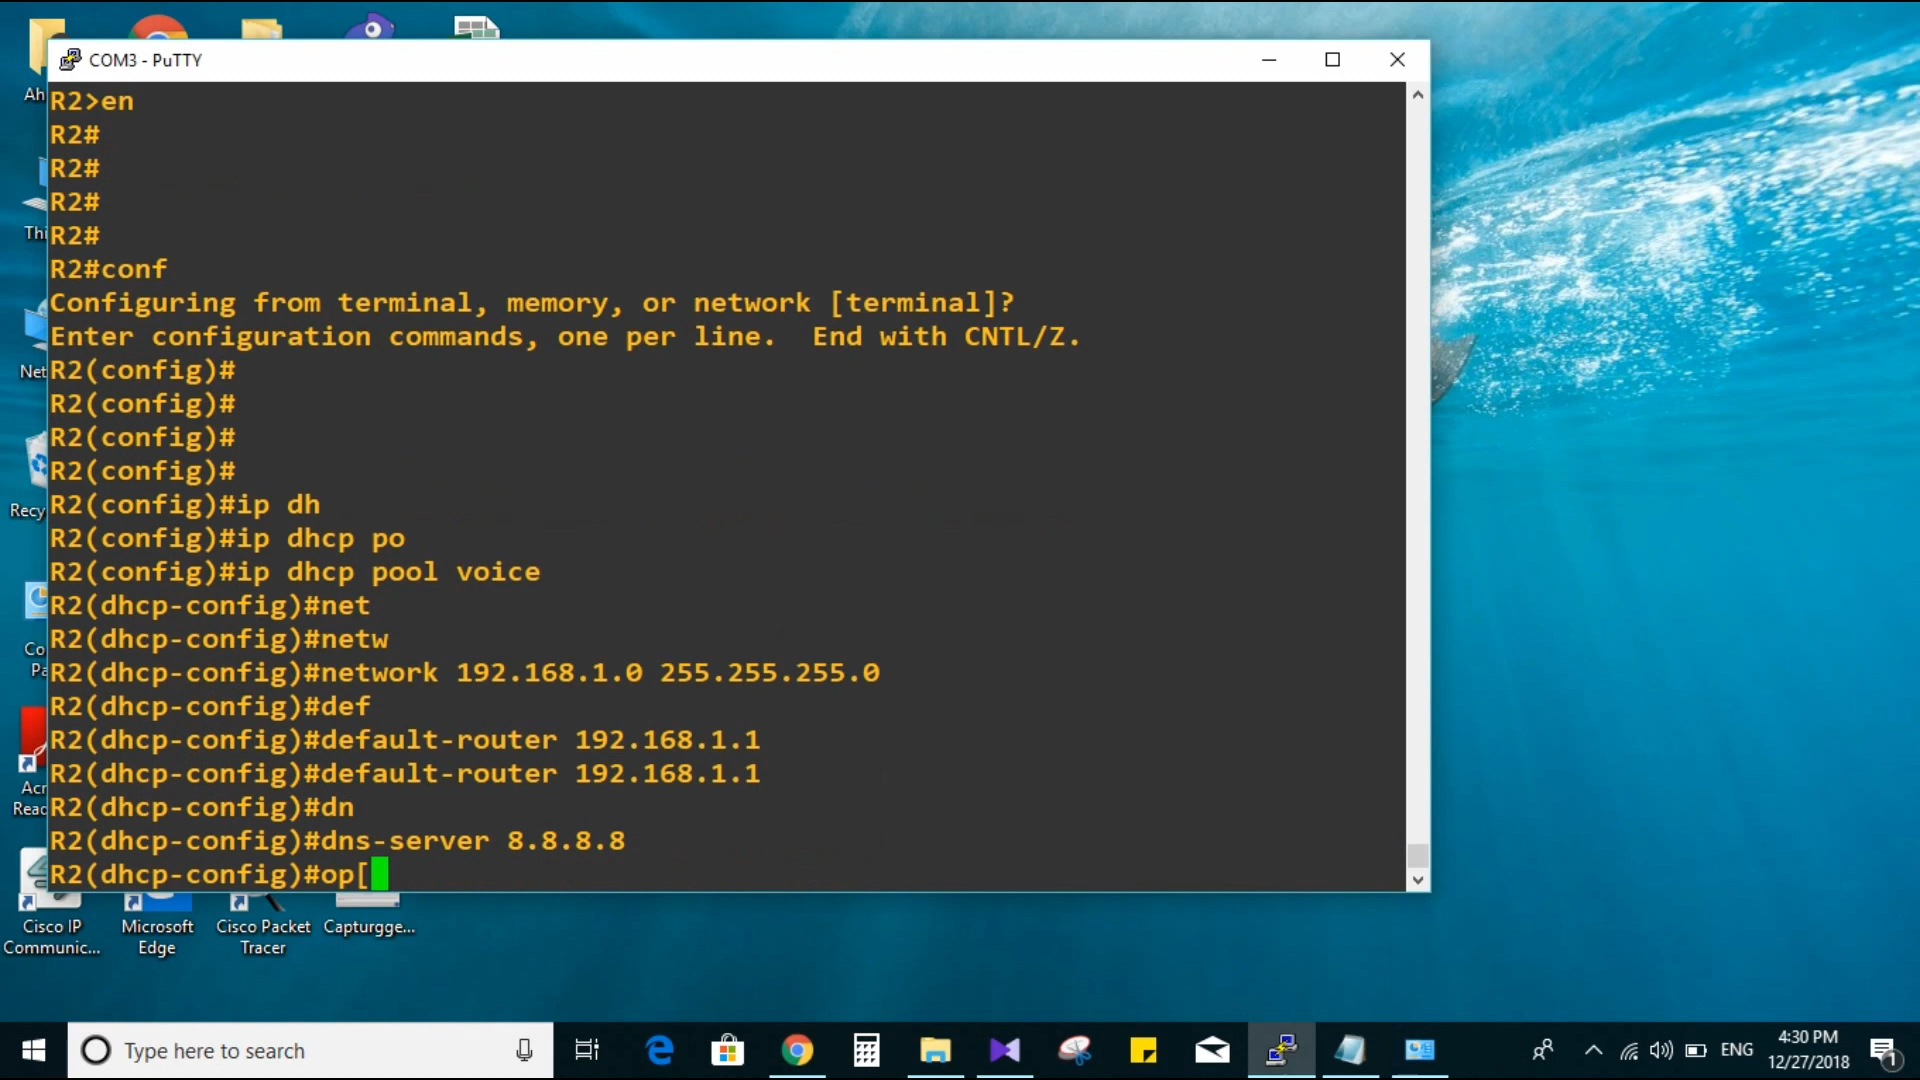 COM3 - PuTTY
Ah
Thi
Net
Recy
Co
Pa
Acr
Read
R2>en
R2#
R2#
R2#
R2#
R2#conf
Configuring from terminal, memory, or network [terminal]?
Enter configuration commands, one per line.  End with CNTL/Z.
R2(config)#
R2(config)#
R2(config)#
R2(config)#
R2(config)#ip dh
R2(config)#ip dhcp po
R2(config)#ip dhcp pool voice
R2(dhcp-config)#net
R2(dhcp-config)#netw
R2(dhcp-config)#network 192.168.1.0 255.255.255.0
R2(dhcp-config)#def
R2(dhcp-config)#default-router 192.168.1.1
R2(dhcp-config)#default-router 192.168.1.1
R2(dhcp-config)#dn
R2(dhcp-config)#dns-server 8.8.8.8
R2(dhcp-config)#op[
Cisco IP
Communic...
Microsoft
Edge
Cisco Packet
Tracer
Capturgge...
Type here to search
ENG
4:30 PM
12/27/2018
1